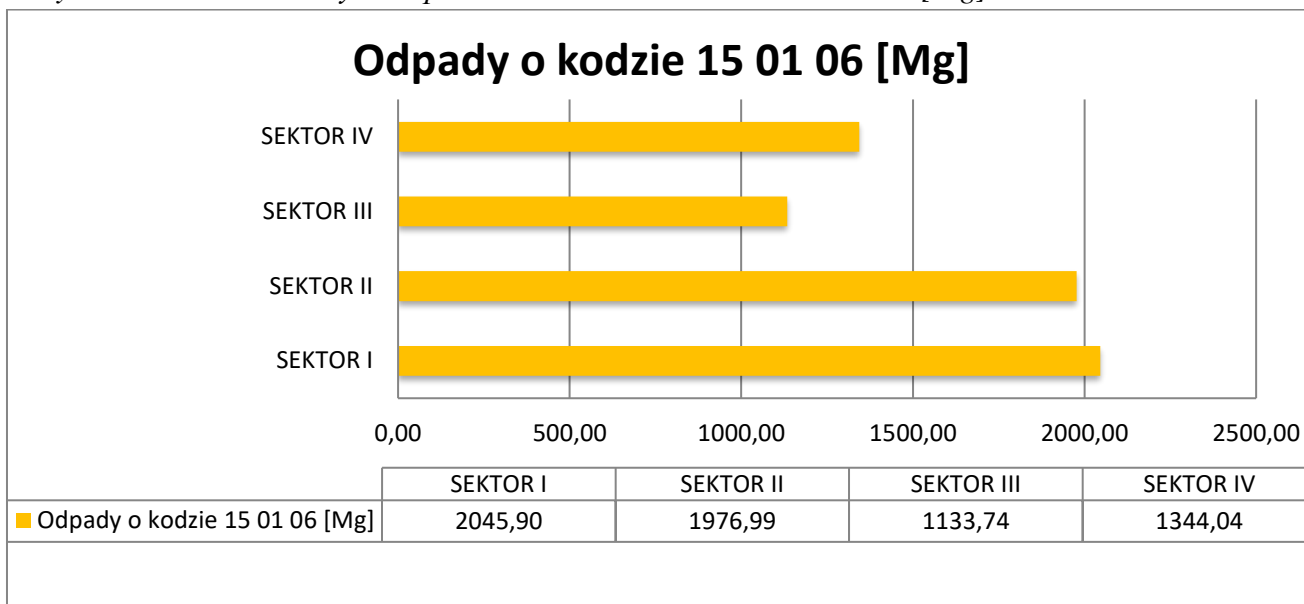 Odpady o kodzie 15 01 06 [Mg]
SEKTOR IV
SEKTOR III
SEKTOR II
SEKTOR I
0,00 500,00 1000,00 1500,00 2000,00 2500,00
SEKTOR I SEKTOR II SEKTOR III SEKTOR IV
Odpady o kodzie 15 01 06 [Mg] 2045,90 1976,99 1133,74 1344,04